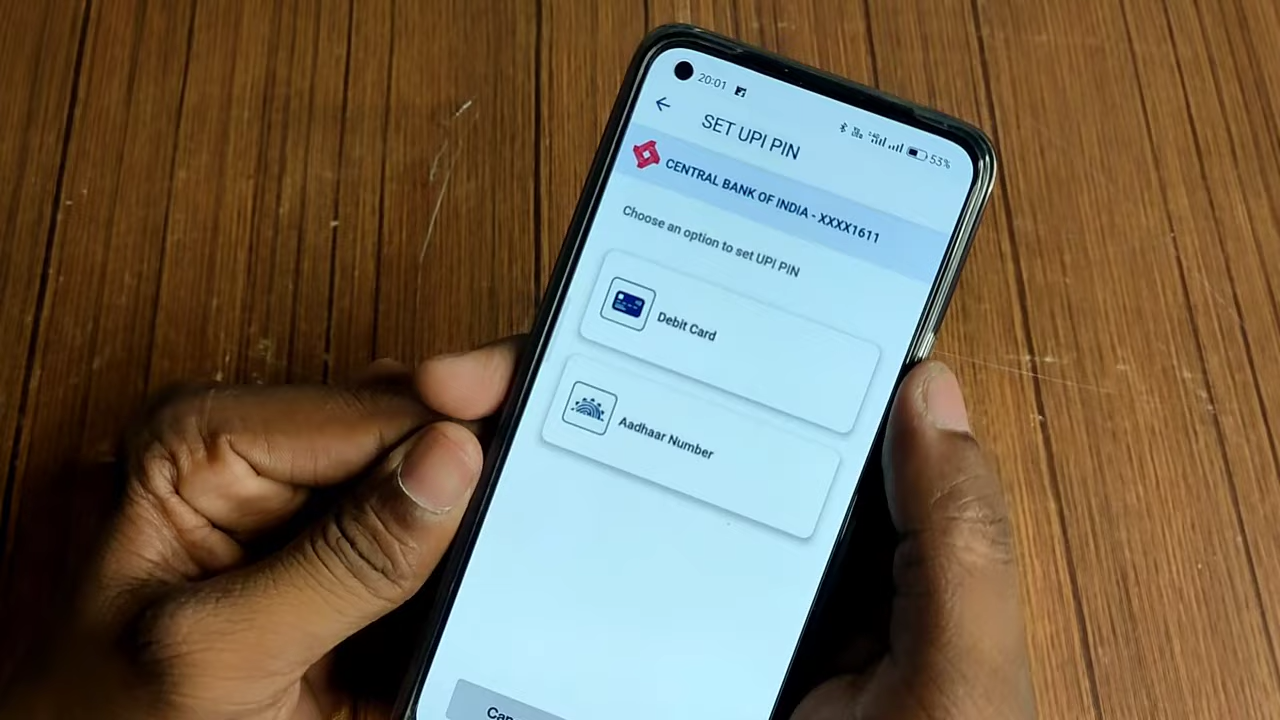 20:01
53%
SET UPI PIN
CENTRAL BANK OF INDIA - XXXX1611
Choose an option to set UPI PIN
Debit Card
Aadhaar Number